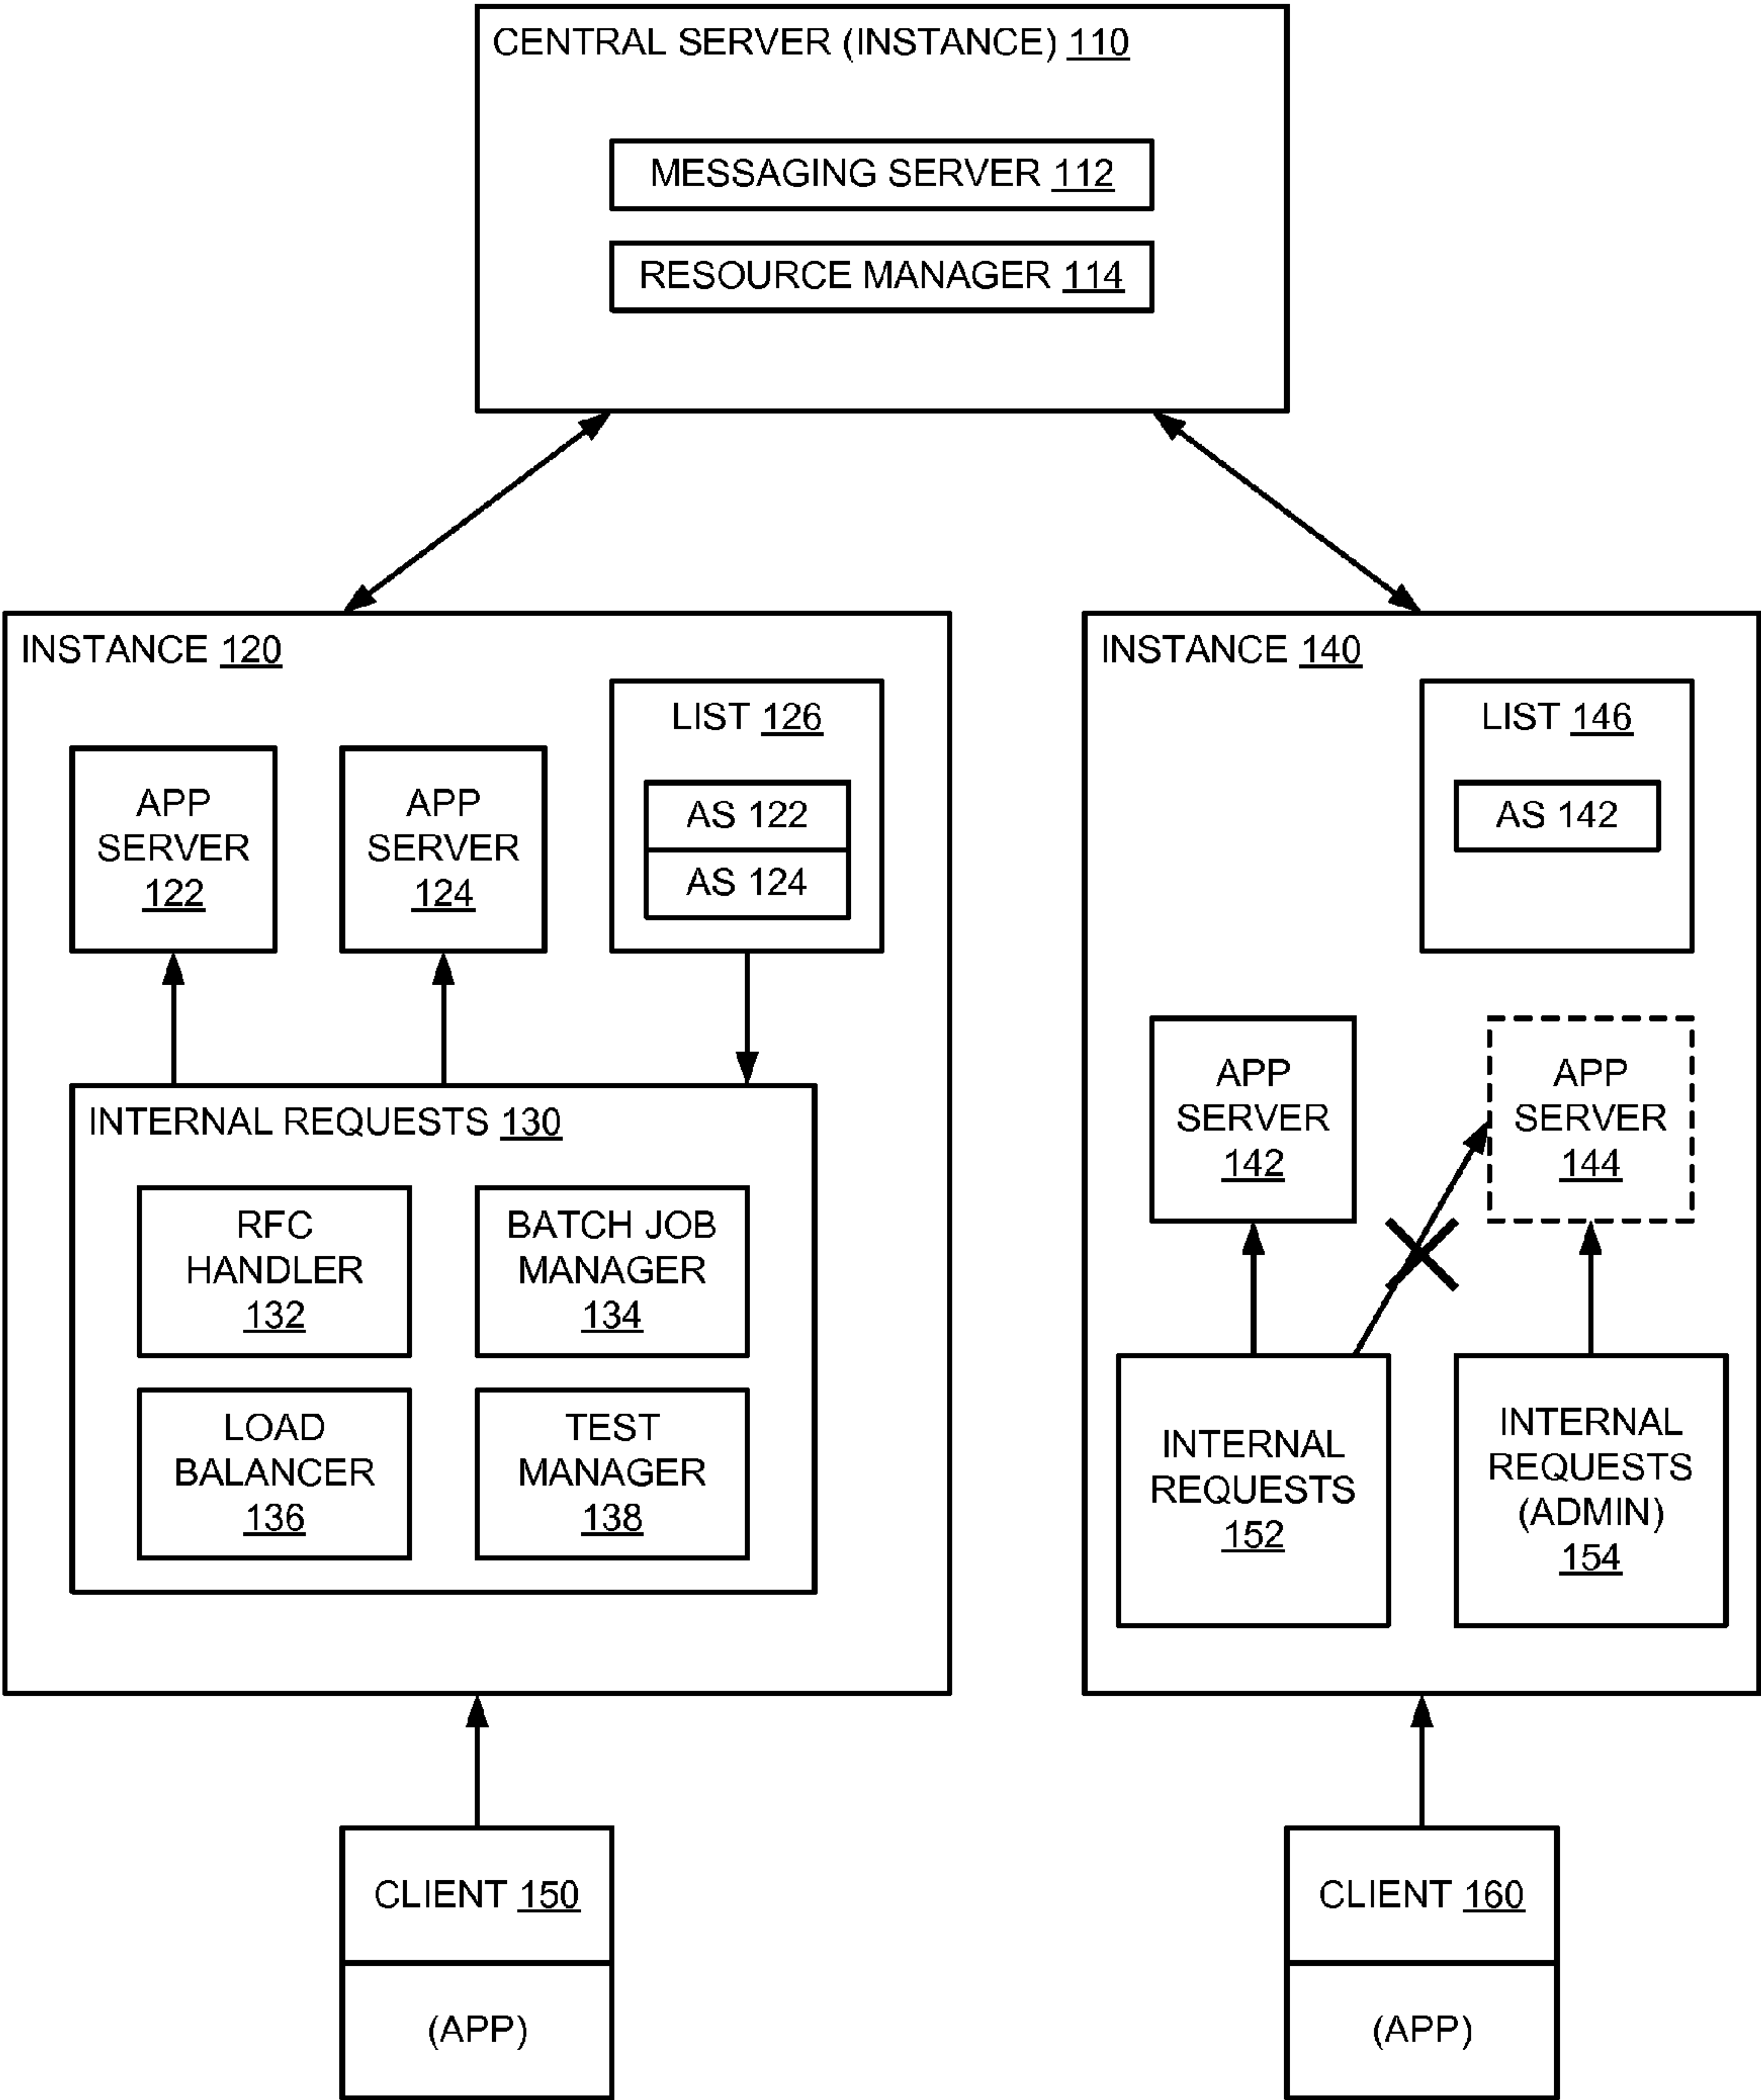 CENTRAL SERVER (INSTANCE) 110
MESSAGING SERVER 112
RESOURCE MANAGER 114
INSTANCE 120
LIST 126
AS 122
AS 124
APP
SERVER
122
APP
SERVER
124
INTERNAL REQUESTS 130
RFC
HANDLER
132
BATCH JOB
MANAGER
134
LOAD
BALANCER
136
TEST
MANAGER
138
INSTANCE 140
LIST 146
AS 142
APP
SERVER
142
APP
SERVER
144
INTERNAL
REQUESTS
152
INTERNAL
REQUESTS
(ADMIN)
154
CLIENT 150
(APP)
CLIENT 160
(APP)